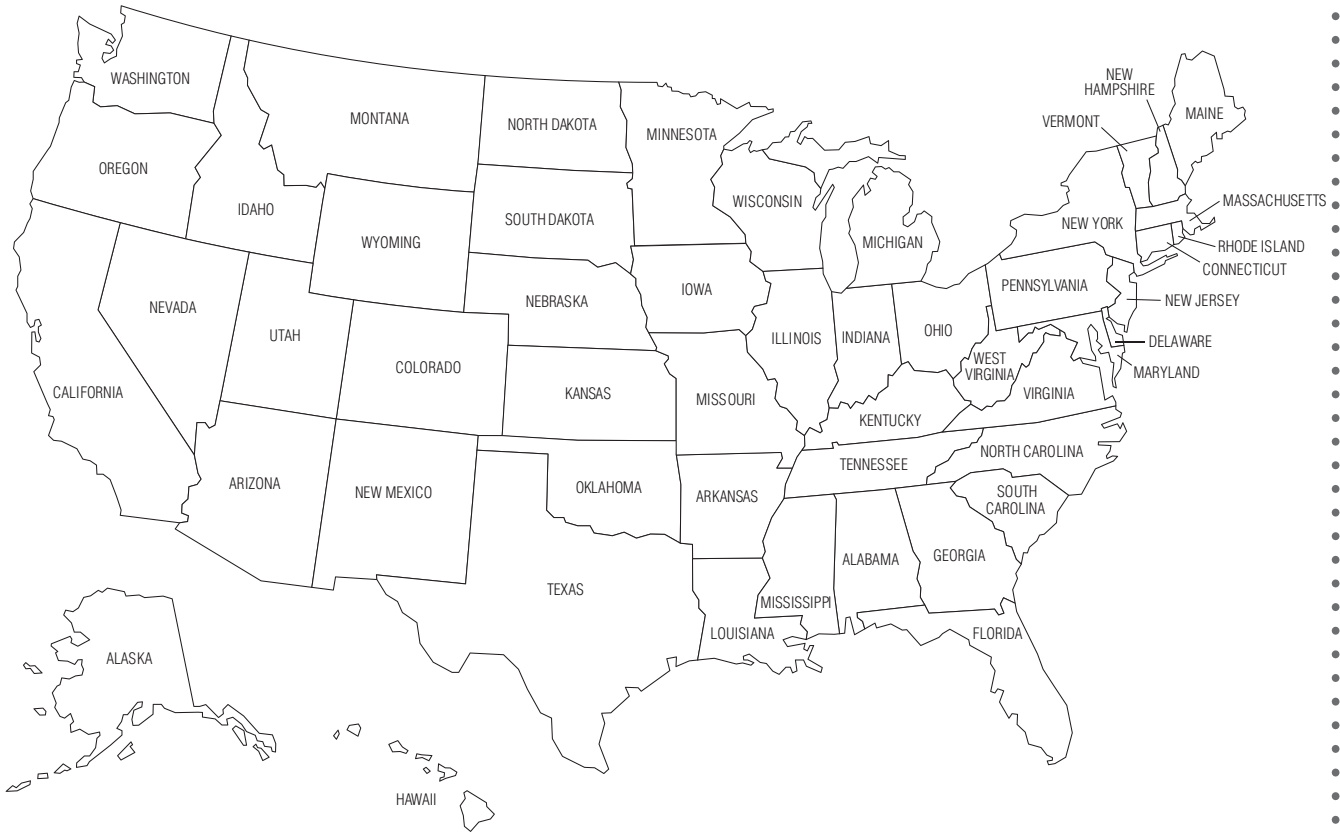 NEW
HAMPSHIRE
WASHINGTON
MAINE
MONTANA
NORTH DAKOTA
VERMONT
MINNESOTA
OREGON
WISCONSIN
MASSACHUSETTS
IDAHO
SOUTH DAKOTA
NEW YORK
WYOMING
MICHIGAN
RHODE ISLAND
CONNECTICUT
PENNSYLVANIA
IOWA
NEW JERSEY
NEBRASKA
NEVADA
OHIO
UTAH
ILLINOIS
INDIANA
DELAWARE
WEST
VIRGINIA
COLORADO
MARYLAND
CALIFORNIA
KANSAS
VIRGINIA
MISSOURI
KENTUCKY
NORTH CAROLINA
TENNESSEE
ARIZONA
OKLAHOMA
NEW MEXICO
ARKANSAS
SOUTH
CAROLINA
GEORGIA
ALABAMA
TEXAS
MISSISSIPPI
LOUISIANA
FLORIDA
ALASKA
HAWAII